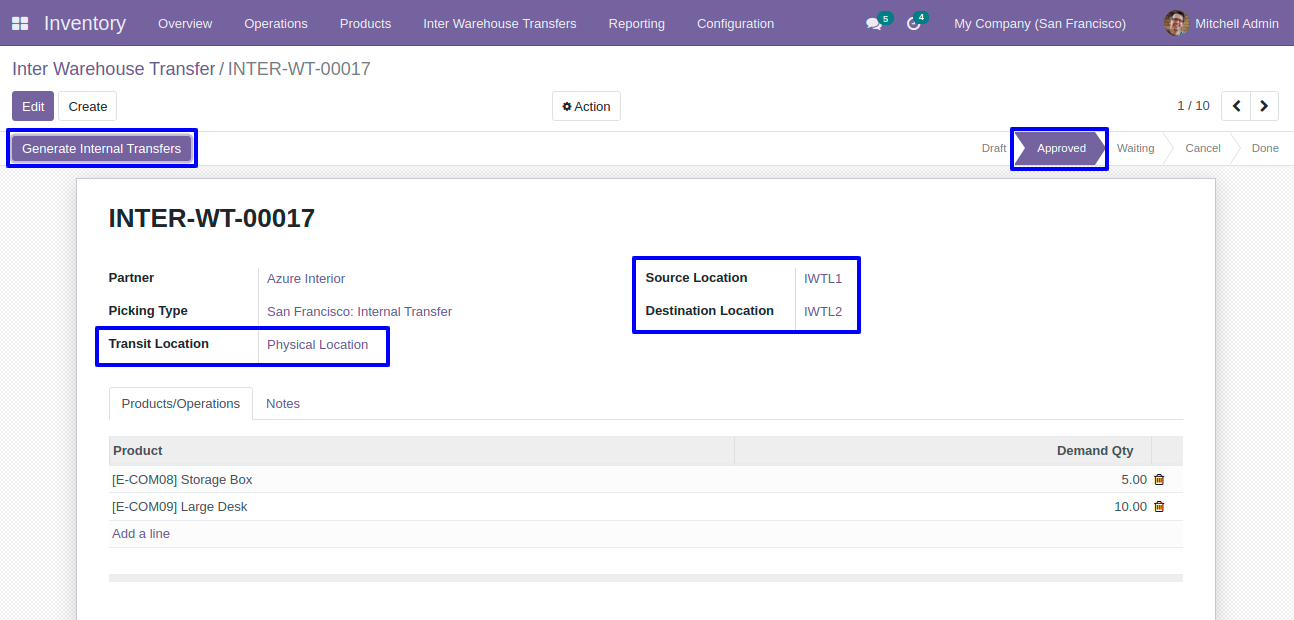 Inventory Overview Operations Products Inter Warehouse Transfers Reporting Configuration 5 4 My Company (San Francisco) Mitchell Admin
Inter Warehouse Transfer / INTER-WT-00017
Edit Create Action 1 / 10
Generate Internal Transfers Draft Approved Waiting Cancel Done
INTER-WT-00017
Partner Azure Interior Source Location IWTL1
Picking Type San Francisco: Internal Transfer Destination Location IWTL2
Transit Location Physical Location
Products/Operations Notes
Product Demand Qty
[E-COM08] Storage Box 5.00
[E-COM09] Large Desk 10.00
Add a line